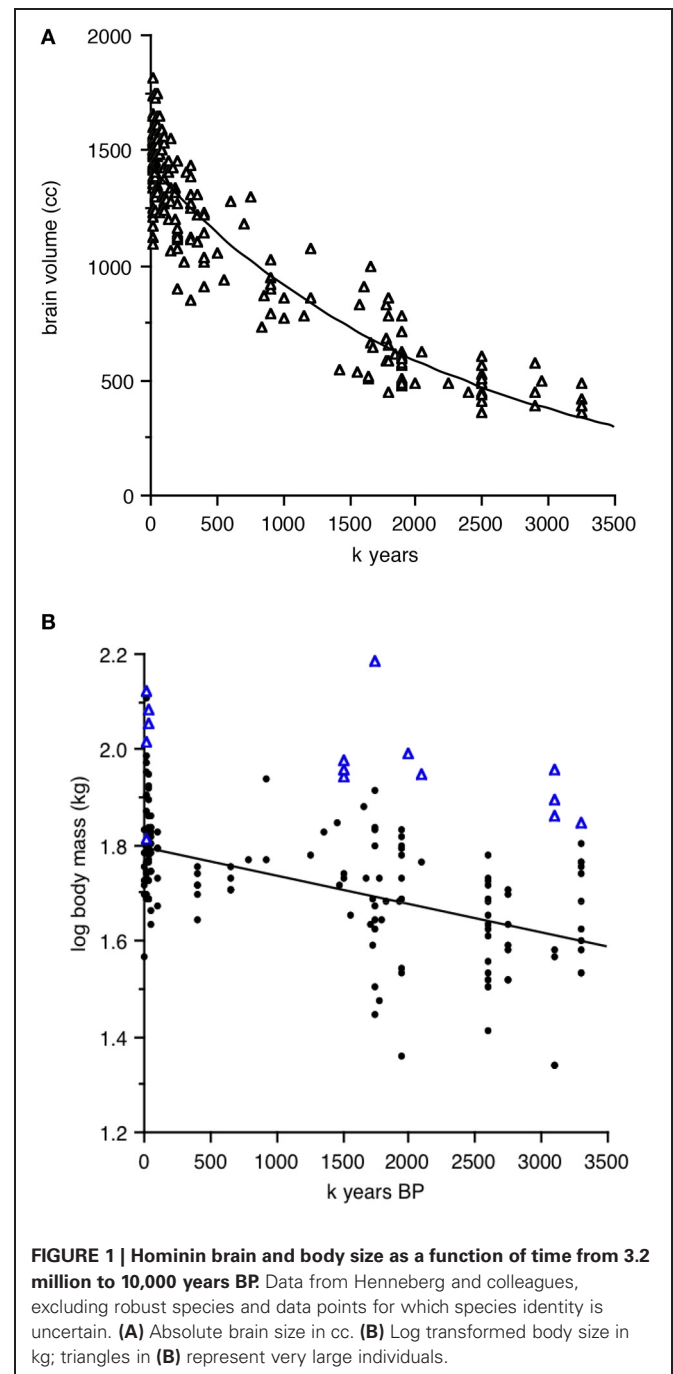 A
2000
1500
1000
500
0
brain volume (cc)
0 500 1000 1500 2000 2500 3000 3500
k years
B
2.2
2.0
1.8
1.6
1.4
1.2
log body mass (kg)
0 500 1000 1500 2000 2500 3000 3500
k years BP
FIGURE 1 | Hominin brain and body size as a function of time from 3.2
million to 10,000 years BP. Data from Henneberg and colleagues,
excluding robust species and data points for which species identity is
uncertain. (A) Absolute brain size in cc. (B) Log transformed body size in
kg; triangles in (B) represent very large individuals.